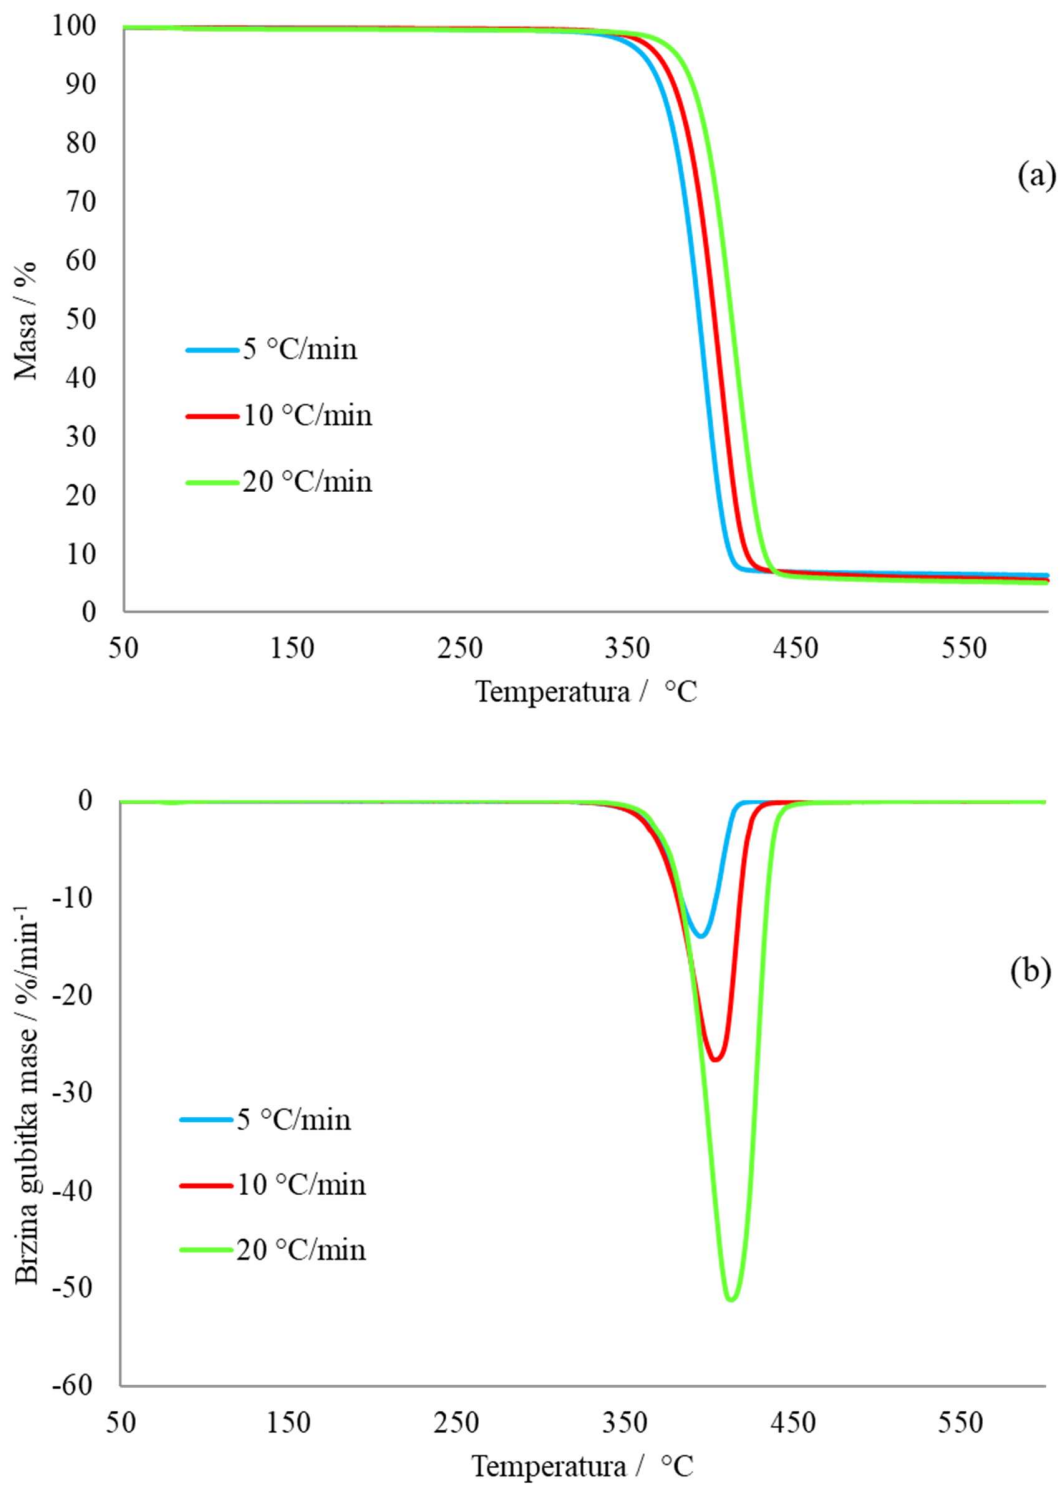 100
90
80
70
60
50
40
30
20
10
0
Masa / %
(a)
5 °C/min
10 °C/min
20 °C/min
50 150 250 350 450 550
Temperatura / °C
0
-10
-20
-30
-40
-50
-60
Brzina gubitka mase / %/min-1
(b)
5 °C/min
10 °C/min
20 °C/min
50 150 250 350 450 550
Temperatura / °C